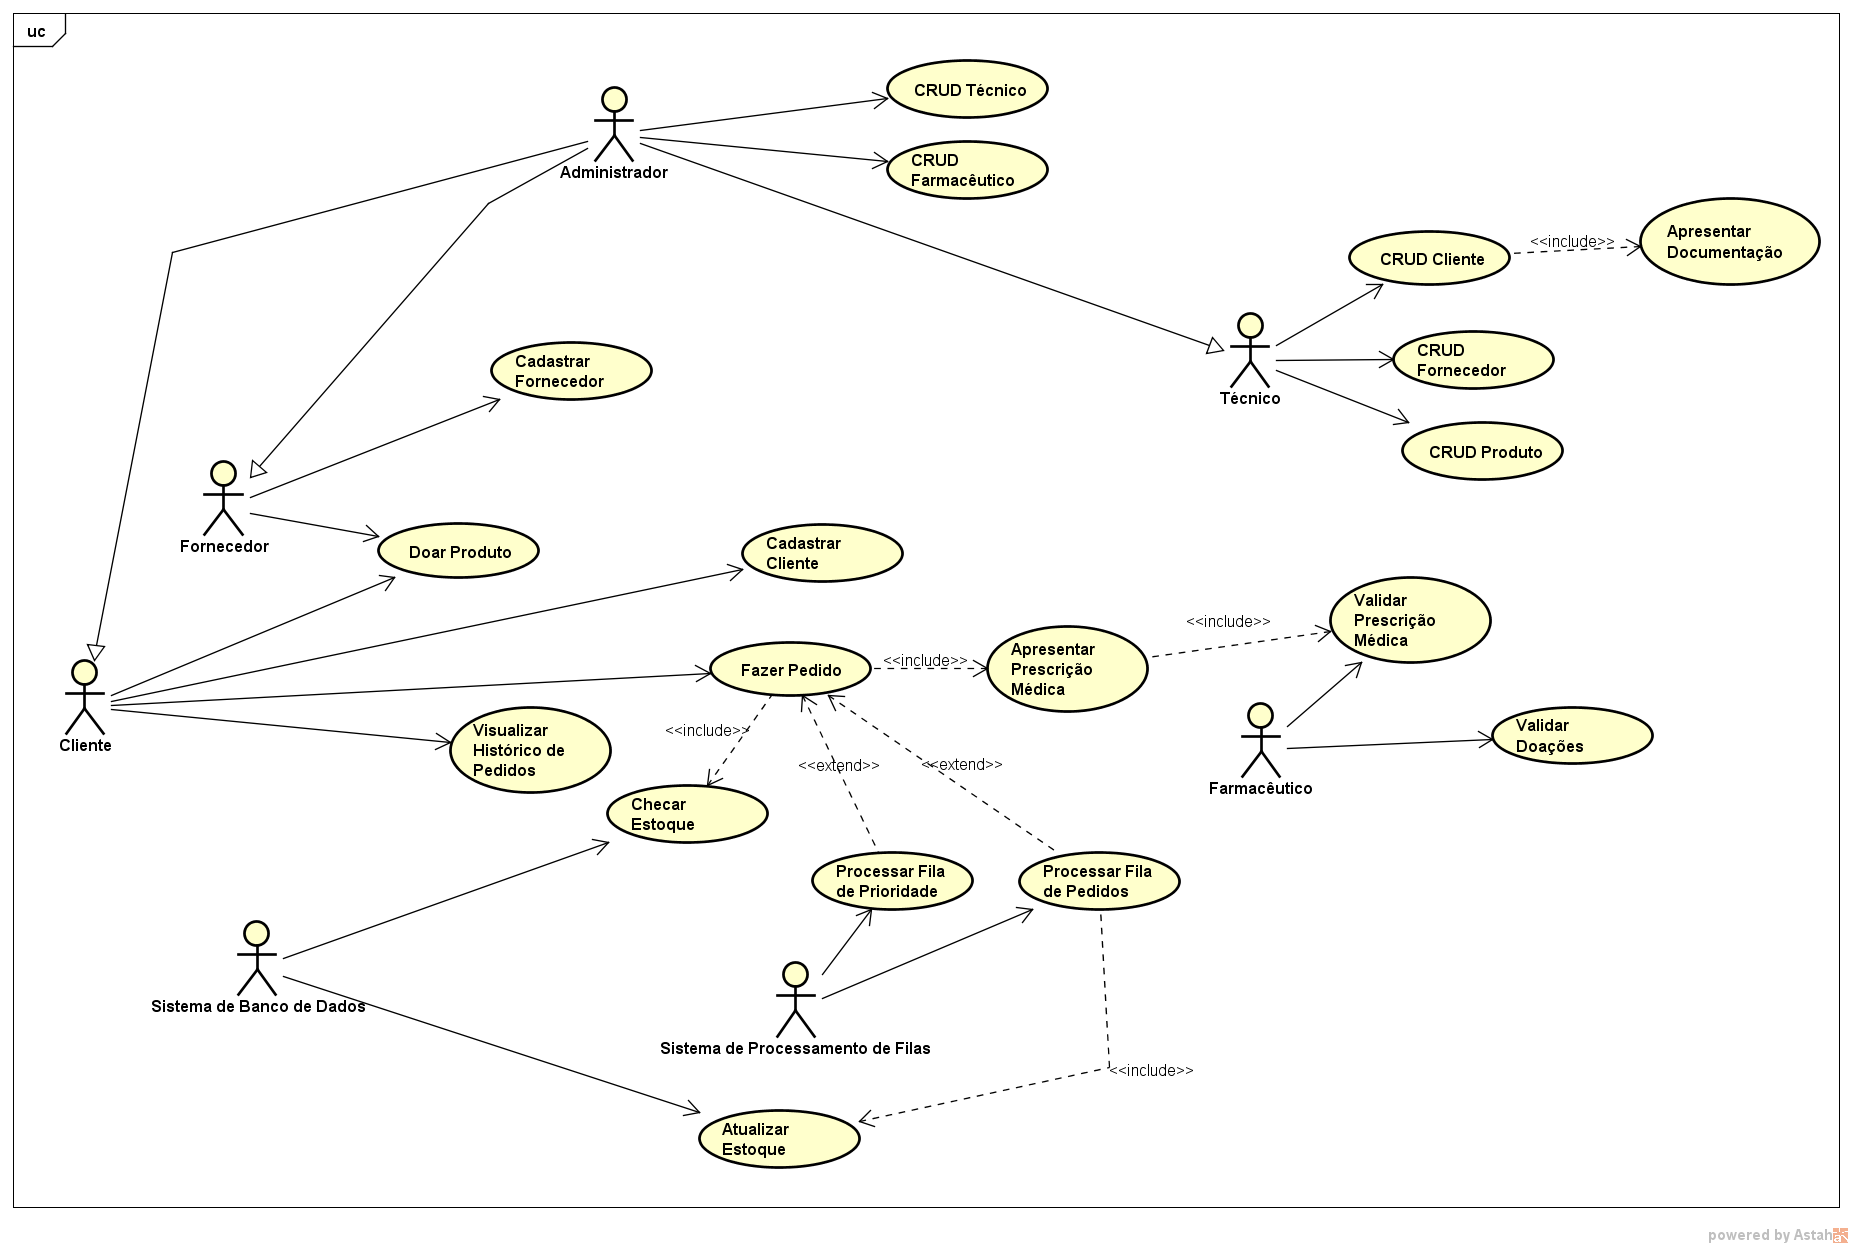 uc
CRUD Técnico
Administrador
CRUD
Farmacêutico
Apresentar
Documentação
<<include>>
CRUD Cliente
CRUD
Fornecedor
Técnico
CRUD Produto
Cadastrar
Fornecedor
Fornecedor
Doar Produto
Cadastrar
Cliente
Validar
Prescrição
Médica
<<include>>
Apresentar
Prescrição
Médica
<<include>>
Fazer Pedido
Cliente
Visualizar
Histórico de
Pedidos
<<include>>
<<extend>>
<<extend>>
Validar
Doações
Farmacêutico
Checar
Estoque
Processar Fila
de Prioridade
Processar Fila
de Pedidos
Sistema de Banco de Dados
Sistema de Processamento de Filas
<<include>>
Atualizar
Estoque
powered by Astah